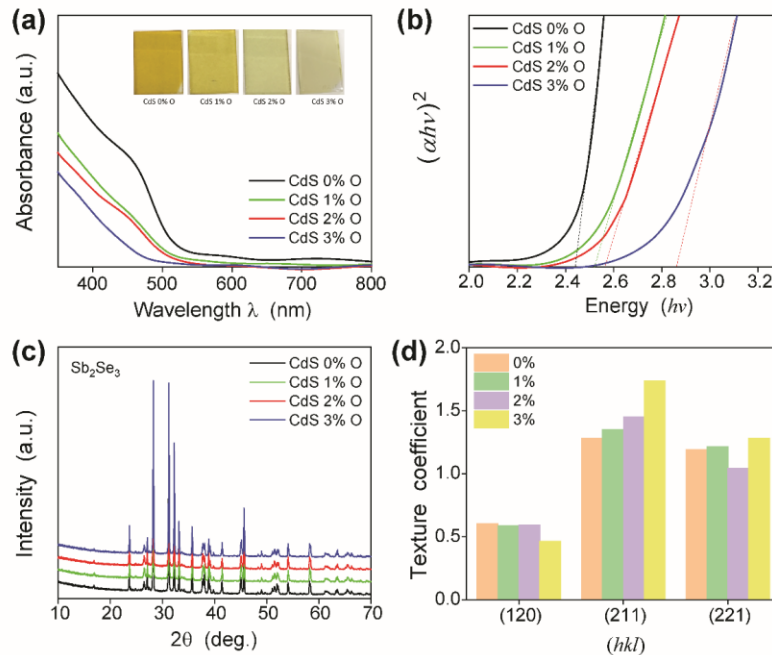 (a)
CdS 0% O CdS 1% O CdS 2% O CdS 3% O
CdS 0% O
CdS 1% O
CdS 2% O
CdS 3% O
Absorbance (a.u.)
400 500 600 700 800
Wavelength λ (nm)
(b)
CdS 0% O
CdS 1% O
CdS 2% O
CdS 3% O
(αhν)²
2.0 2.2 2.4 2.6 2.8 3.0 3.2
Energy (hν)
(c)
Sb₂Se₃
CdS 0% O
CdS 1% O
CdS 2% O
CdS 3% O
Intensity (a.u.)
10 20 30 40 50 60 70
2θ (deg.)
(d)
0%
1%
2%
3%
Texture coefficient
2.0
1.5
1.0
0.5
0.0
(120) (211) (221)
(hkl)